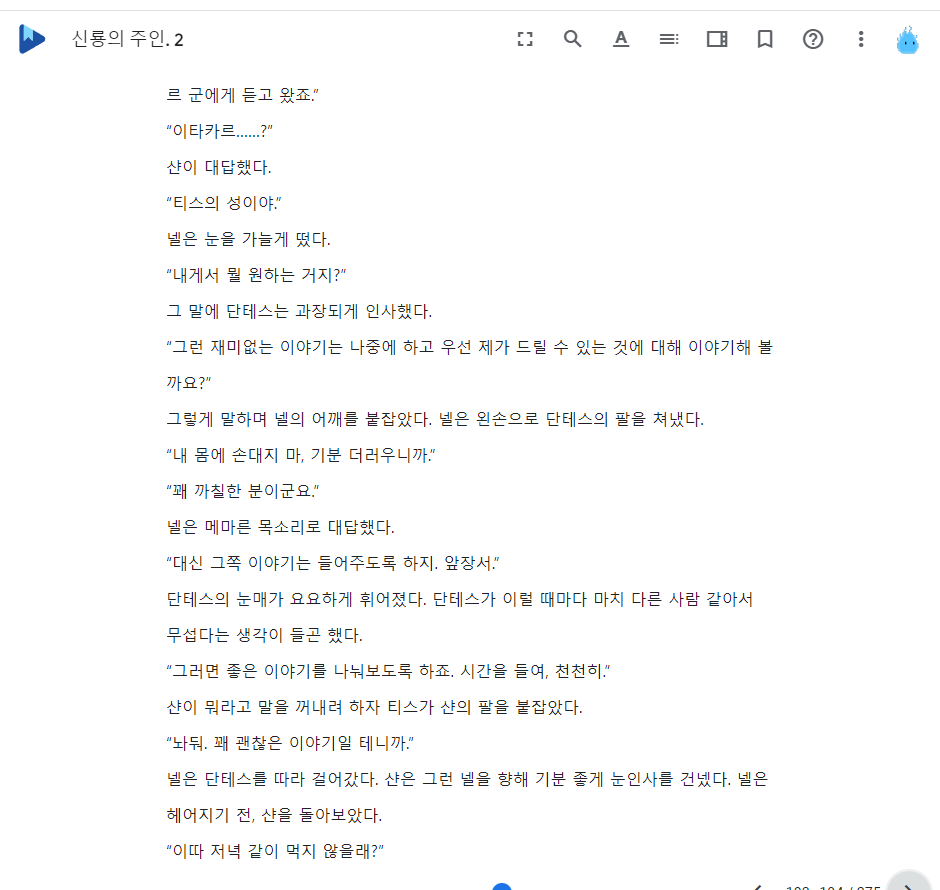 신룡의 주인. 2
르 군에게 듣고 왔죠.”
“이타카르......?”
샨이 대답했다.
“티스의 성이야.”
넬은 눈을 가늘게 떴다.
“내게서 뭘 원하는 거지?”
그 말에 단테스는 과장되게 인사했다.
“그런 재미없는 이야기는 나중에 하고 우선 제가 드릴 수 있는 것에 대해 이야기해 볼
까요?”
그렇게 말하며 넬의 어깨를 붙잡았다. 넬은 왼손으로 단테스의 팔을 쳐냈다.
“내 몸에 손대지 마, 기분 더러우니까.”
“꽤 까칠한 분이군요.”
넬은 메마른 목소리로 대답했다.
“대신 그쪽 이야기는 들어주도록 하지. 앞장서.”
단테스의 눈매가 요요하게 휘어졌다. 단테스가 이럴 때마다 마치 다른 사람 같아서
무섭다는 생각이 들곤 했다.
“그러면 좋은 이야기를 나눠보도록 하죠. 시간을 들여, 천천히.”
샨이 뭐라고 말을 꺼내려 하자 티스가 샨의 팔을 붙잡았다.
“놔둬. 꽤 괜찮은 이야기일 테니까.”
넬은 단테스를 따라 걸어갔다. 샨은 그런 넬을 향해 기분 좋게 눈인사를 건넸다. 넬은
헤어지기 전, 샨을 돌아보았다.
“이따 저녁 같이 먹지 않을래?”